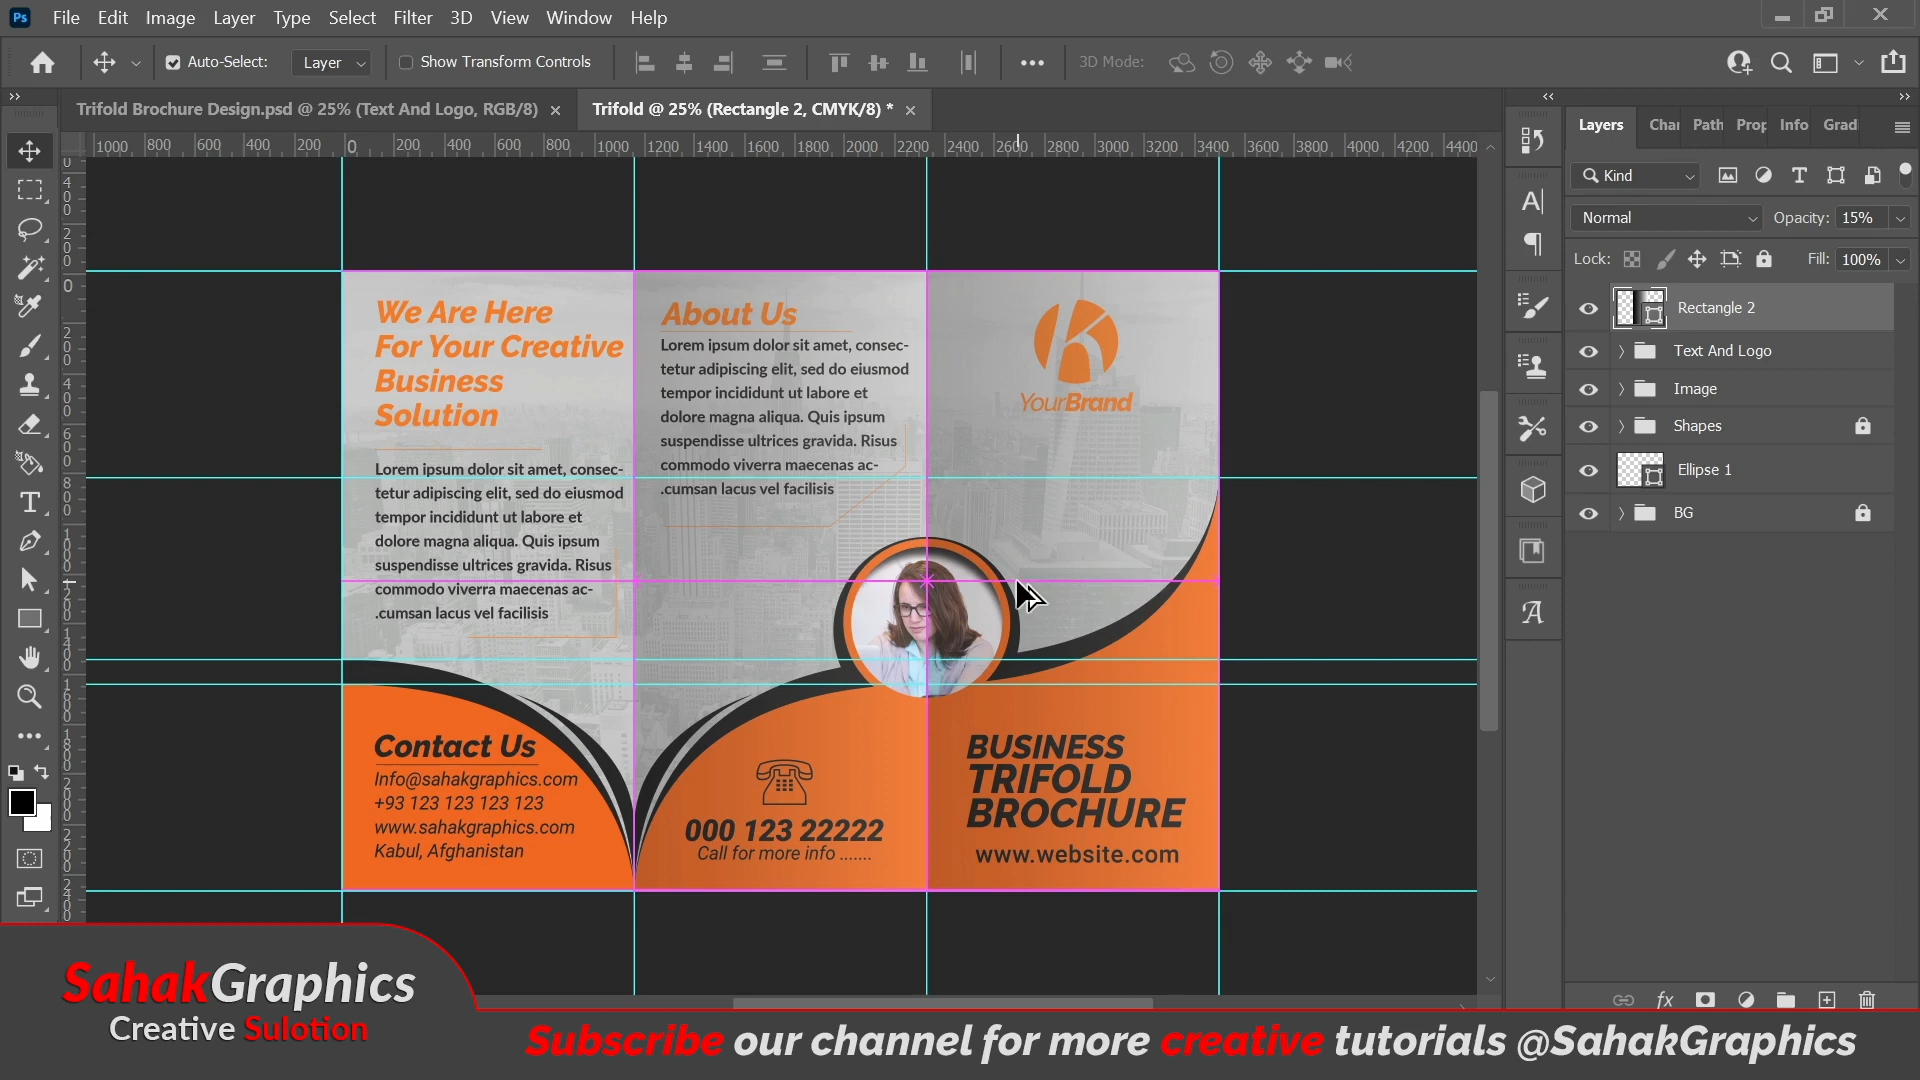 Ps File Edit Image Layer Type Select Filter 3D View Window Help
Auto-Select: Layer Show Transform Controls 3D Mode:
Trifold Brochure Design.psd @ 25% (Text And Logo, RGB/8) Trifold @ 25% (Rectangle 2, CMYK/8) *
1000 800 600 400 200 0 200 400 600 800 1000 1200 1400 1600 1800 2000 2200 2400 2600 2800 3000 3200 3400 3600 3800 4000 4200 4400
Layers Chai Path Prop Info Gradi
Kind
Normal Opacity: 15%
Lock: Fill: 100%
Rectangle 2
Text And Logo
Image
Shapes
Ellipse 1
BG
We Are Here
For Your Creative
Business
Solution
Lorem ipsum dolor sit amet, consec-
tetur adipiscing elit, sed do eiusmod
tempor incididunt ut labore et
dolore magna aliqua. Quis ipsum
suspendisse ultrices gravida. Risus
commodo viverra maecenas ac-
.cumsan lacus vel facilisis
About Us
Lorem ipsum dolor sit amet, consec-
tetur adipiscing elit, sed do eiusmod
tempor incididunt ut labore et
dolore magna aliqua. Quis ipsum
suspendisse ultrices gravida. Risus
commodo viverra maecenas ac-
.cumsan lacus vel facilisis
YourBrand
Contact Us
Info@sahakgraphics.com
+93 123 123 123 123
www.sahakgraphics.com
Kabul, Afghanistan
000 123 22222
Call for more info .......
BUSINESS
TRIFOLD
BROCHURE
www.website.com
SahakGraphics
Creative Sulotion
Subscribe our channel for more creative tutorials @SahakGraphics